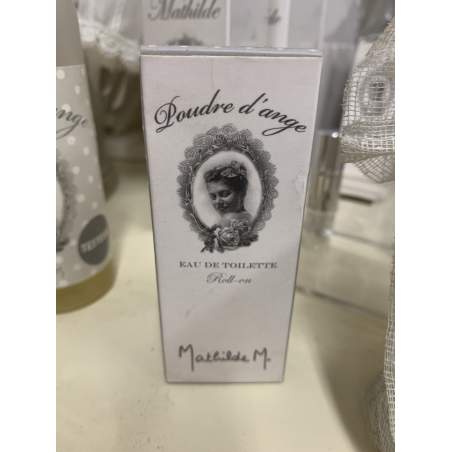 Mathilde
Poudre d'ange
EAU DE TOILETTE
Roll-on
Mathilde M.
ange